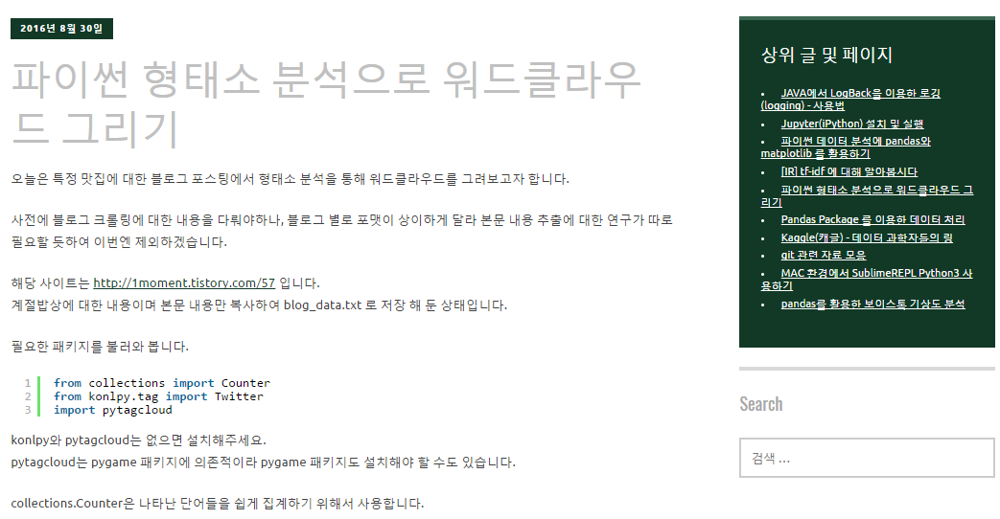 2016년 8월 30일
파이썬 형태소 분석으로 워드클라우
드 그리기
오늘은 특정 맛집에 대한 블로그 포스팅에서 형태소 분석을 통해 워드클라우드를 그려보고자 합니다.
사전에 블로그 크롤링에 대한 내용을 다뤄야하나, 블로그 별로 포맷이 상이하게 달라 본문 내용 추출에 대한 연구가 따로
필요할 듯하여 이번엔 제외하겠습니다.
해당 사이트는 http://1moment.tistory.com/57 입니다.
계절밥상에 대한 내용이며 본문 내용만 복사하여 blog_data.txt 로 저장 해 둔 상태입니다.
필요한 패키지를 불러와 봅니다.
1 from collections import Counter
2 from konlpy.tag import Twitter
3 import pytagcloud
konlpy와 pytagcloud는 없으면 설치해주세요.
pytagcloud는 pygame 패키지에 의존적이라 pygame 패키지도 설치해야 할 수도 있습니다.
collections.Counter은 나타난 단어들을 쉽게 집계하기 위해서 사용합니다.
상위 글 및 페이지
• JAVA에서 LogBack을 이용한 로깅
(logging) - 사용법
• Jupyter(iPython) 설치 및 실행
• 파이썬 데이터 분석에 pandas와
matplotlib 를 활용하기
• [IR] tf-idf 에 대해 알아봅시다
• 파이썬 형태소 분석으로 워드클라우드 그
리기
• Pandas Package 를 이용한 데이터 처리
• Kaggle(캐글) - 데이터 과학자들의 링
• git 관련 자료 모음
• MAC 환경에서 SublimeREPL Python3 사
용하기
• pandas를 활용한 보이스톡 기상도 분석
Search
검색 …